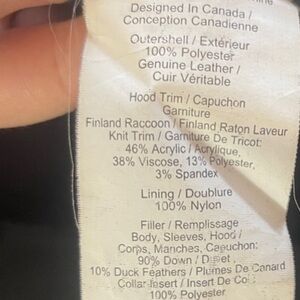 Designed In Canada /
Conception Canadienne
Outershell / Extérieur
100% Polyester
Genuine Leather /
Cuir Véritable
Hood Trim / Capuchon
Garniture
Finland Raccoon / Finland Raton Laveur
Knit Trim / Garniture De Tricot:
46% Acrylic / Acrylique,
38% Viscose, 13% Polyester,
3% Spandex
Lining / Doublure
100% Nylon
Filler / Remplissage
Body, Sleeves, Hood /
Corps, Manches, Capuchon:
90% Down / Duvet ,
10% Duck Feathers / Plumes De Canard
Collar Insert / Insert De Col :
100% Polyester